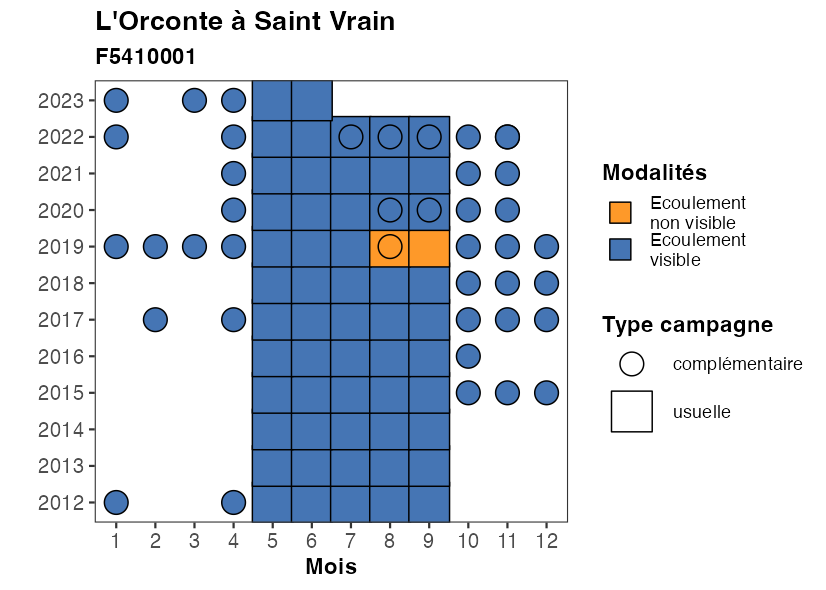 L'Orconte à Saint Vrain
F5410001
2023
2022
2021
2020
2019
2018
2017
2016
2015
2014
2013
2012
1 2 3 4 5 6 7 8 9 10 11 12
Mois
Modalités
Ecoulement
non visible
Ecoulement
visible
Type campagne
complémentaire
usuelle